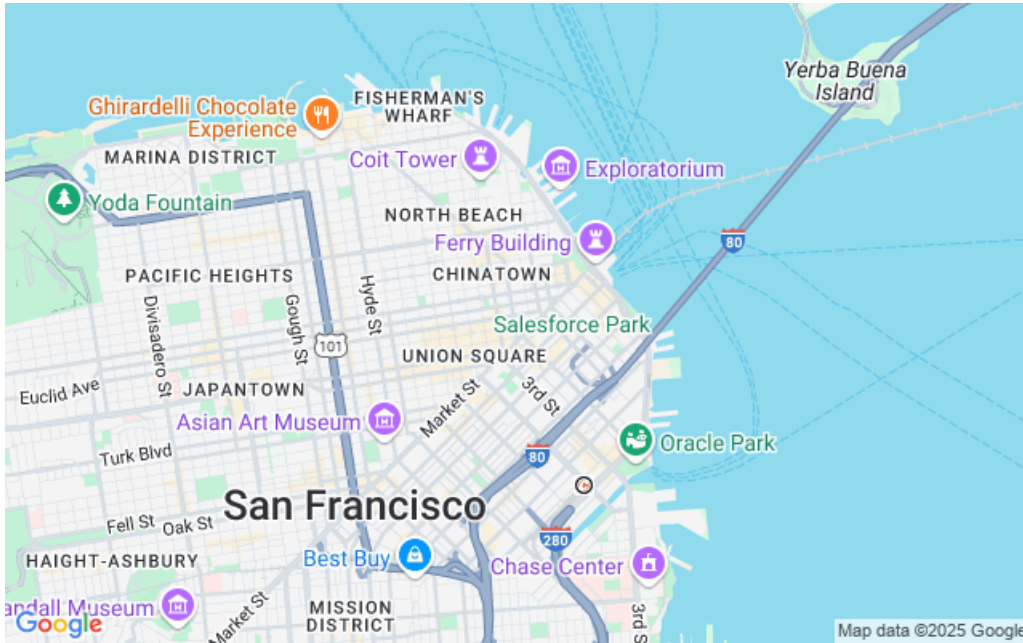 Yerba Buena
Island
FISHERMAN'S
WHARF
Ghirardelli Chocolate
Experience
MARINA DISTRICT
Coit Tower
Exploratorium
Yoda Fountain
NORTH BEACH
Ferry Building
80
PACIFIC HEIGHTS
CHINATOWN
Divisadero St
Gough St
Hyde St
Salesforce Park
101
UNION SQUARE
Euclid Ave
JAPANTOWN
Market St
3rd St
Asian Art Museum
Oracle Park
Turk Blvd
80
San Francisco
Fell St
Oak St
280
HAIGHT-ASHBURY
Best Buy
Chase Center
andall Museum
Market St
MISSION
DISTRICT
3rd St
Google
Map data ©2025 Google